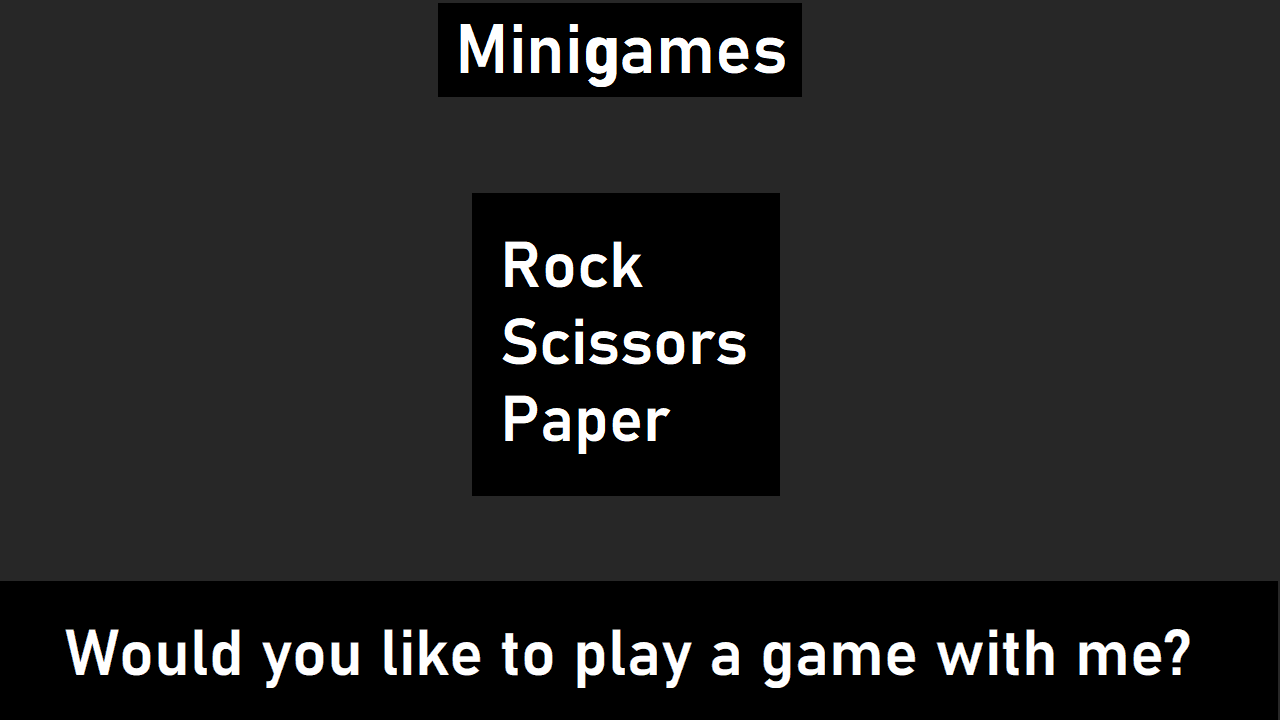 Minigames
Rock
Scissors
Paper
Would you like to play a game with me?